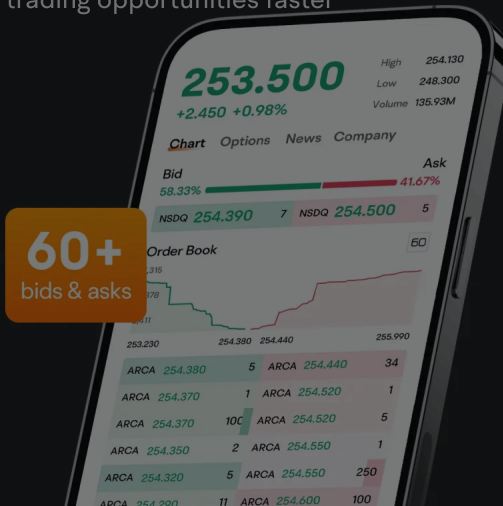 trading opportunities faster
253.500
+2.450 +0.98%
High 254.130
Low 248.300
Volume 135.93M
Chart Options News Company
Bid Ask
58.33% 41.67%
NSDQ 254.390 7 NSDQ 254.500 5
60+
bids & asks
Order Book 60
,315
378
253.230 254.380 254.440 255.990
ARCA 254.380 5 ARCA 254.440 34
ARCA 254.370 1 ARCA 254.520 1
ARCA 254.370 100 ARCA 254.520 5
ARCA 254.350 2 ARCA 254.550 1
ARCA 254.320 5 ARCA 254.550 250
ARCA 254.290 11 ARCA 254.600 100